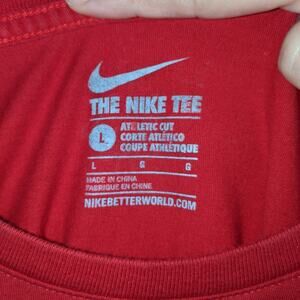 THE NIKE TEE
L
ATHLETIC CUT
CORTE ATLÉTICO
COUPE ATHLÉTIQUE
L G G
MADE IN CHINA
FABRIQUÉ EN CHINE
NIKEBETTERWORLD.COM